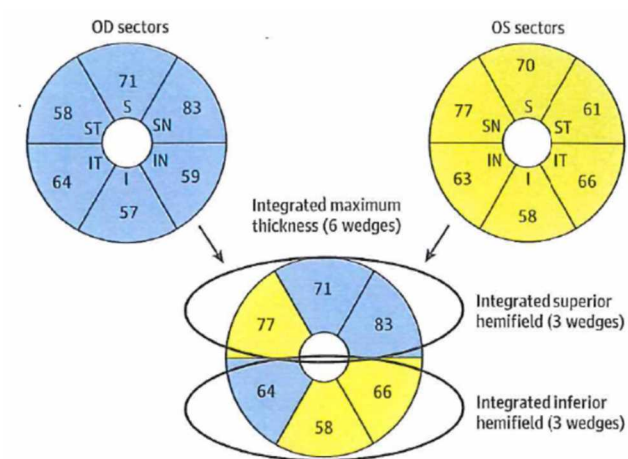 OD sectors
OS sectors
71
58
S
83
ST
SN
IT
IN
64
I
59
57
70
77
S
61
SN
ST
IN
IT
63
I
66
58
Integrated maximum
thickness (6 wedges)
71
77
83
64
66
58
Integrated superior
hemifield (3 wedges)
Integrated inferior
hemifield (3 wedges)